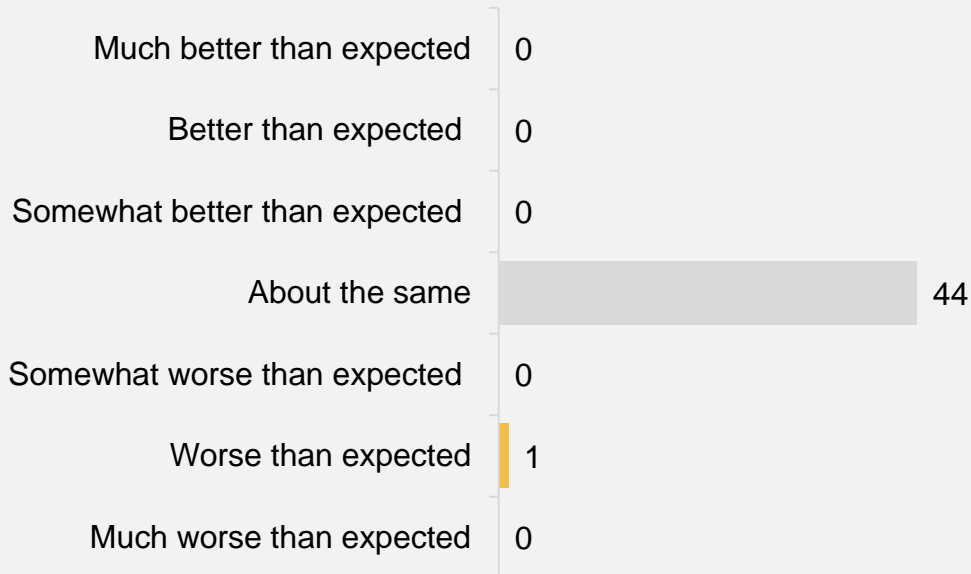 Much better than expected 0
Better than expected 0
Somewhat better than expected 0
About the same 44
Somewhat worse than expected 0
Worse than expected 1
Much worse than expected 0